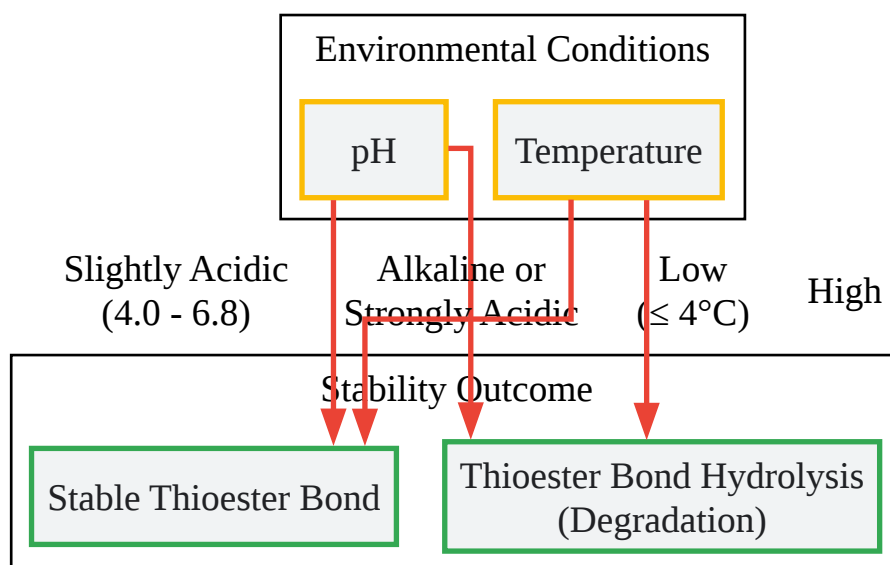 Environmental Conditions
pH
Temperature
Slightly Acidic
(4.0 - 6.8)
Alkaline or
Strongly Acidic
Low
(≤ 4°C)
High
Stability Outcome
Stable Thioester Bond
Thioester Bond Hydrolysis
(Degradation)